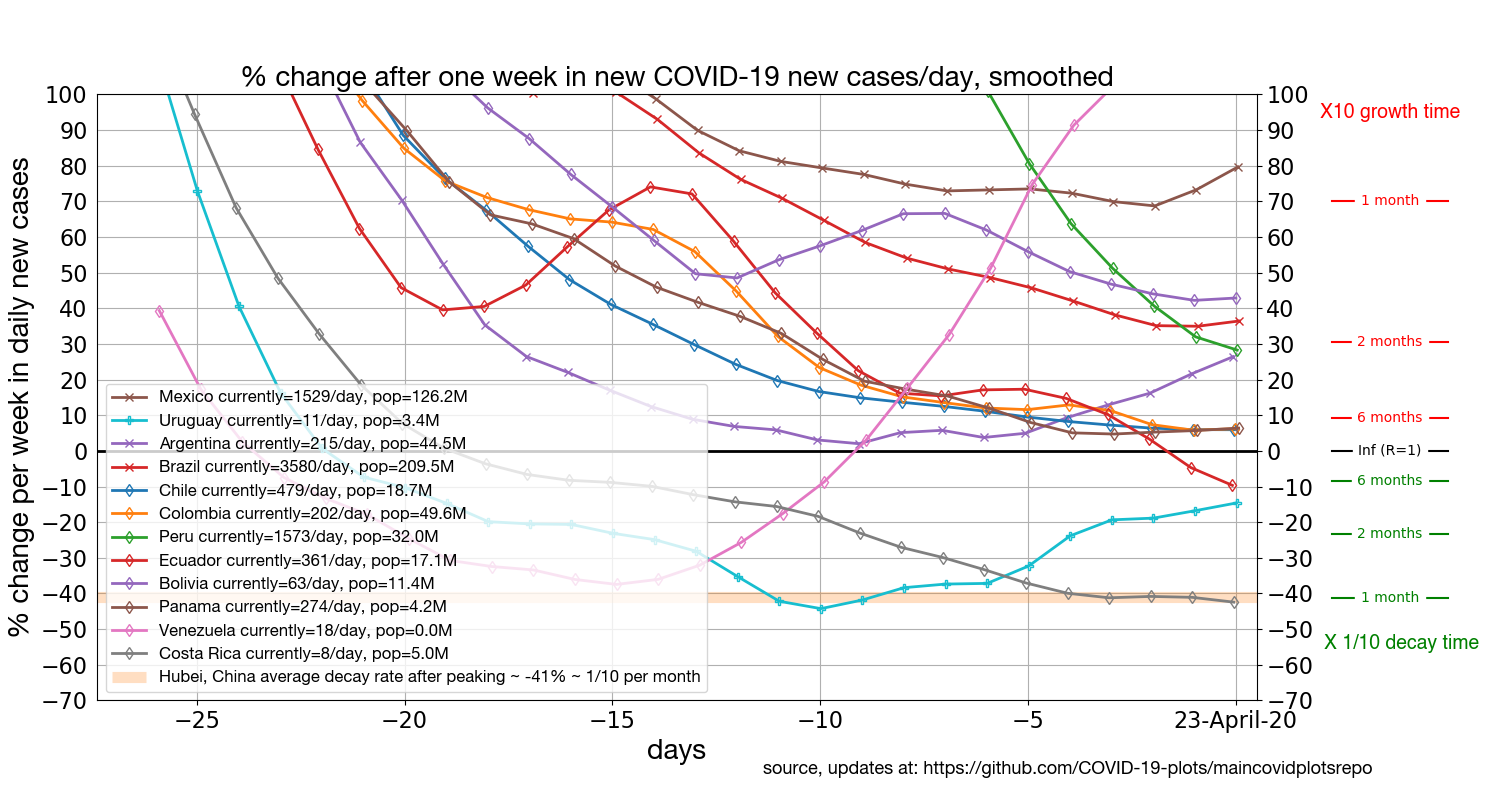 % change after one week in new COVID-19 new cases/day, smoothed
% change per week in daily new cases
100
90
80
70
60
50
40
30
20
10
0
−10
−20
−30
−40
−50
−60
−70
Mexico currently=1529/day, pop=126.2M
Uruguay currently=11/day, pop=3.4M
Argentina currently=215/day, pop=44.5M
Brazil currently=3580/day, pop=209.5M
Chile currently=479/day, pop=18.7M
Colombia currently=202/day, pop=49.6M
Peru currently=1573/day, pop=32.0M
Ecuador currently=361/day, pop=17.1M
Bolivia currently=63/day, pop=11.4M
Panama currently=274/day, pop=4.2M
Venezuela currently=18/day, pop=0.0M
Costa Rica currently=8/day, pop=5.0M
Hubei, China average decay rate after peaking ~ -41% ~ 1/10 per month
100
90
80
70
60
50
40
30
20
10
0
−10
−20
−30
−40
−50
−60
−70
X10 growth time
1 month
2 months
6 months
Inf (R=1)
6 months
2 months
1 month
X 1/10 decay time
−25 −20 −15 −10 −5 23-April-20
days
source, updates at: https://github.com/COVID-19-plots/maincovidplotsrepo